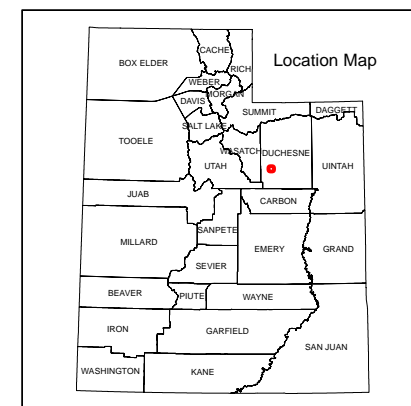 Location Map
CACHE
BOX ELDER
RICH
WEBER
MORGAN
DAVIS
SUMMIT
DAGGETT
SALT LAKE
TOOELE
WASATCH
DUCHESNE
UTAH
UINTAH
JUAB
CARBON
SANPETE
MILLARD
EMERY
GRAND
SEVIER
BEAVER
PIUTE
WAYNE
IRON
GARFIELD
SAN JUAN
WASHINGTON
KANE